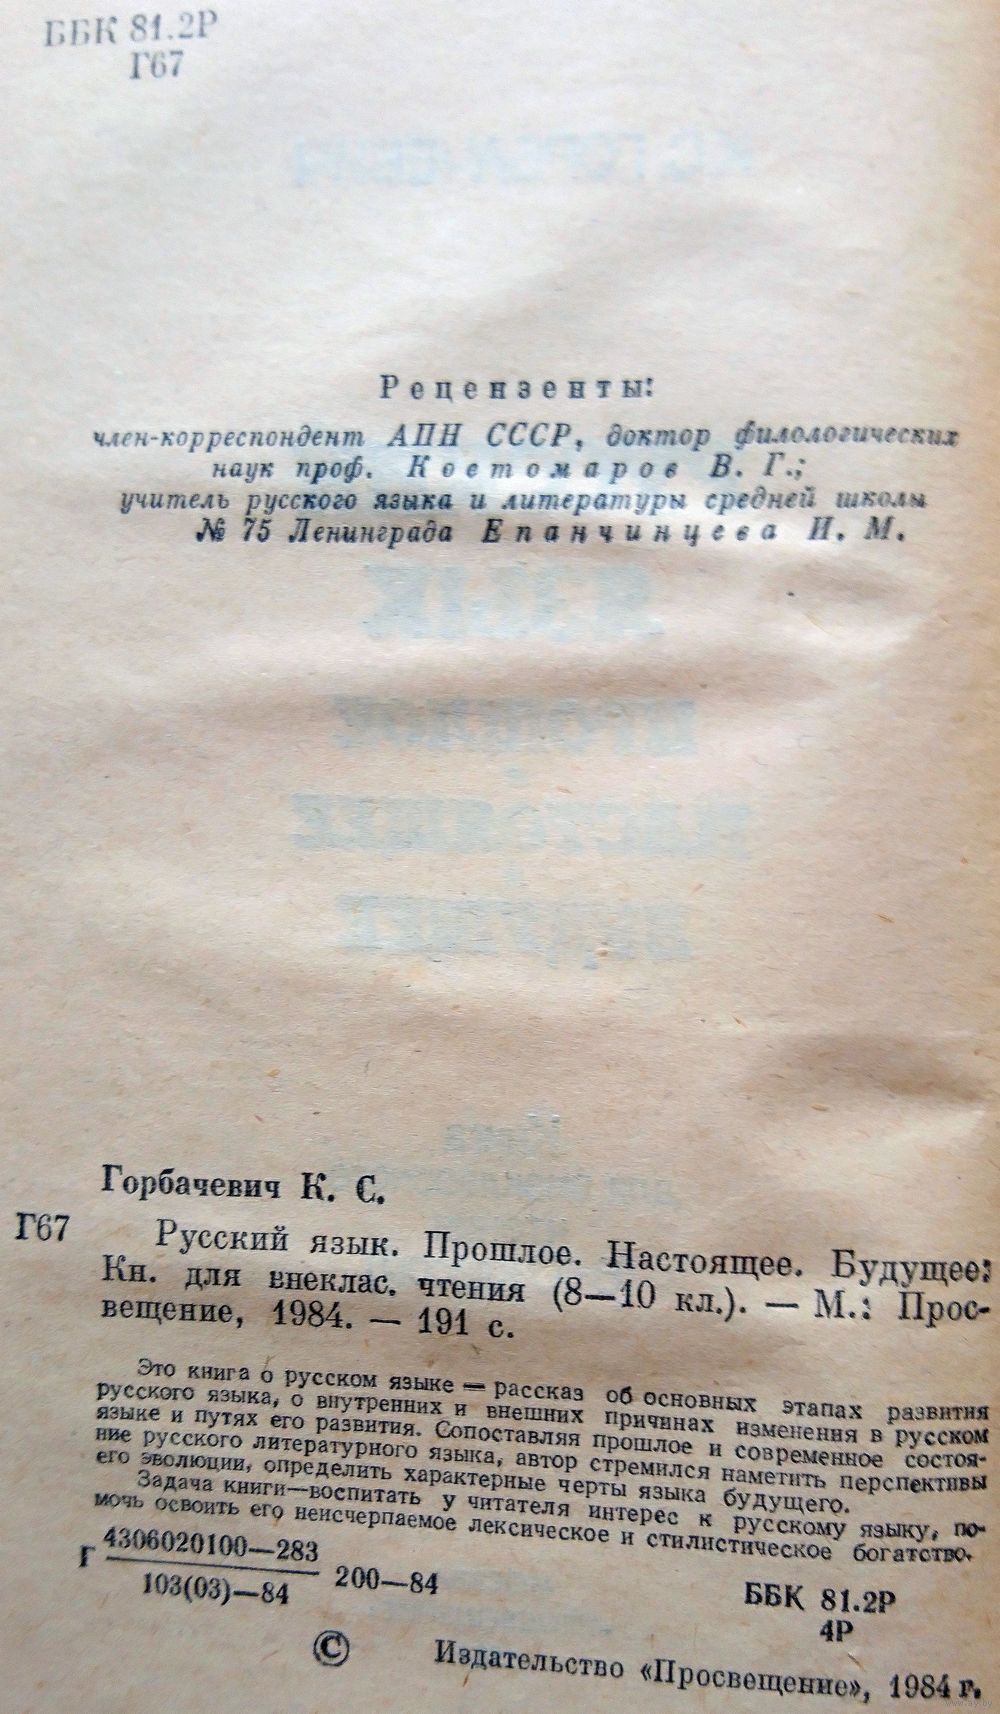 ББК 81.2Р
Г67
Рецензенты:
член-корреспондент АПН СССР, доктор филологических
наук проф. Костомаров В. Г.;
учитель русского языка и литературы средней школы
№ 75 Ленинграда Епанчинцева И. М.
Горбачевич К. С.
Г67 Русский язык. Прошлое. Настоящее. Будущее:
Кн. для внеклас. чтения (8—10 кл.). — М.: Прос-
вещение, 1984. — 191 с.
Это книга о русском языке — рассказ об основных этапах развития
русского языка, о внутренних и внешних причинах изменения в русском
языке и путях его развития. Сопоставляя прошлое и современное состоя-
ние русского литературного языка, автор стремился наметить перспективы
его эволюции, определить характерные черты языка будущего.
Задача книги—воспитать у читателя интерес к русскому языку, по-
мочь освоить его неисчерпаемое лексическое и стилистическое богатство.
Г 4306020100—283
103(03)—84 200—84
ББК 81.2Р
4Р
© Издательство «Просвещение», 1984 г.